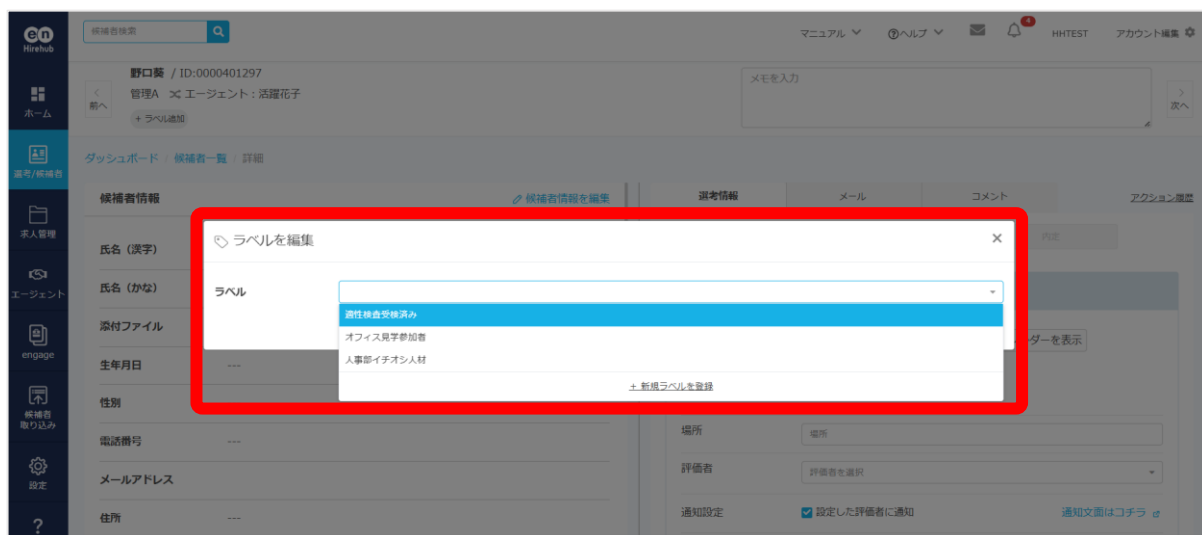 en
Hirehub
候補者検索
マニュアル
ヘルプ
4
HHTEST
アカウント編集
野口葵 / ID:0000401297
管理A エージェント:活躍花子
+ ラベル追加
前へ
メモを入力
次へ
ホーム
選考/候補者
求人管理
エージェント
engage
候補者
取り込み
設定
?
ダッシュボード / 候補者一覧 / 詳細
候補者情報
候補者情報を編集
選考情報
メール
コメント
アクション履歴
内定
ラベルを編集
×
氏名(漢字)
氏名(かな)
ラベル
適性検査受検済み
オフィス見学参加者
人事部イチオシ人材
+ 新規ラベルを登録
添付ファイル
ダーを表示
生年月日
---
性別
電話番号
---
メールアドレス
住所
---
場所
場所
評価者
評価者を選択
通知設定
設定した評価者に通知
通知文面はコチラ